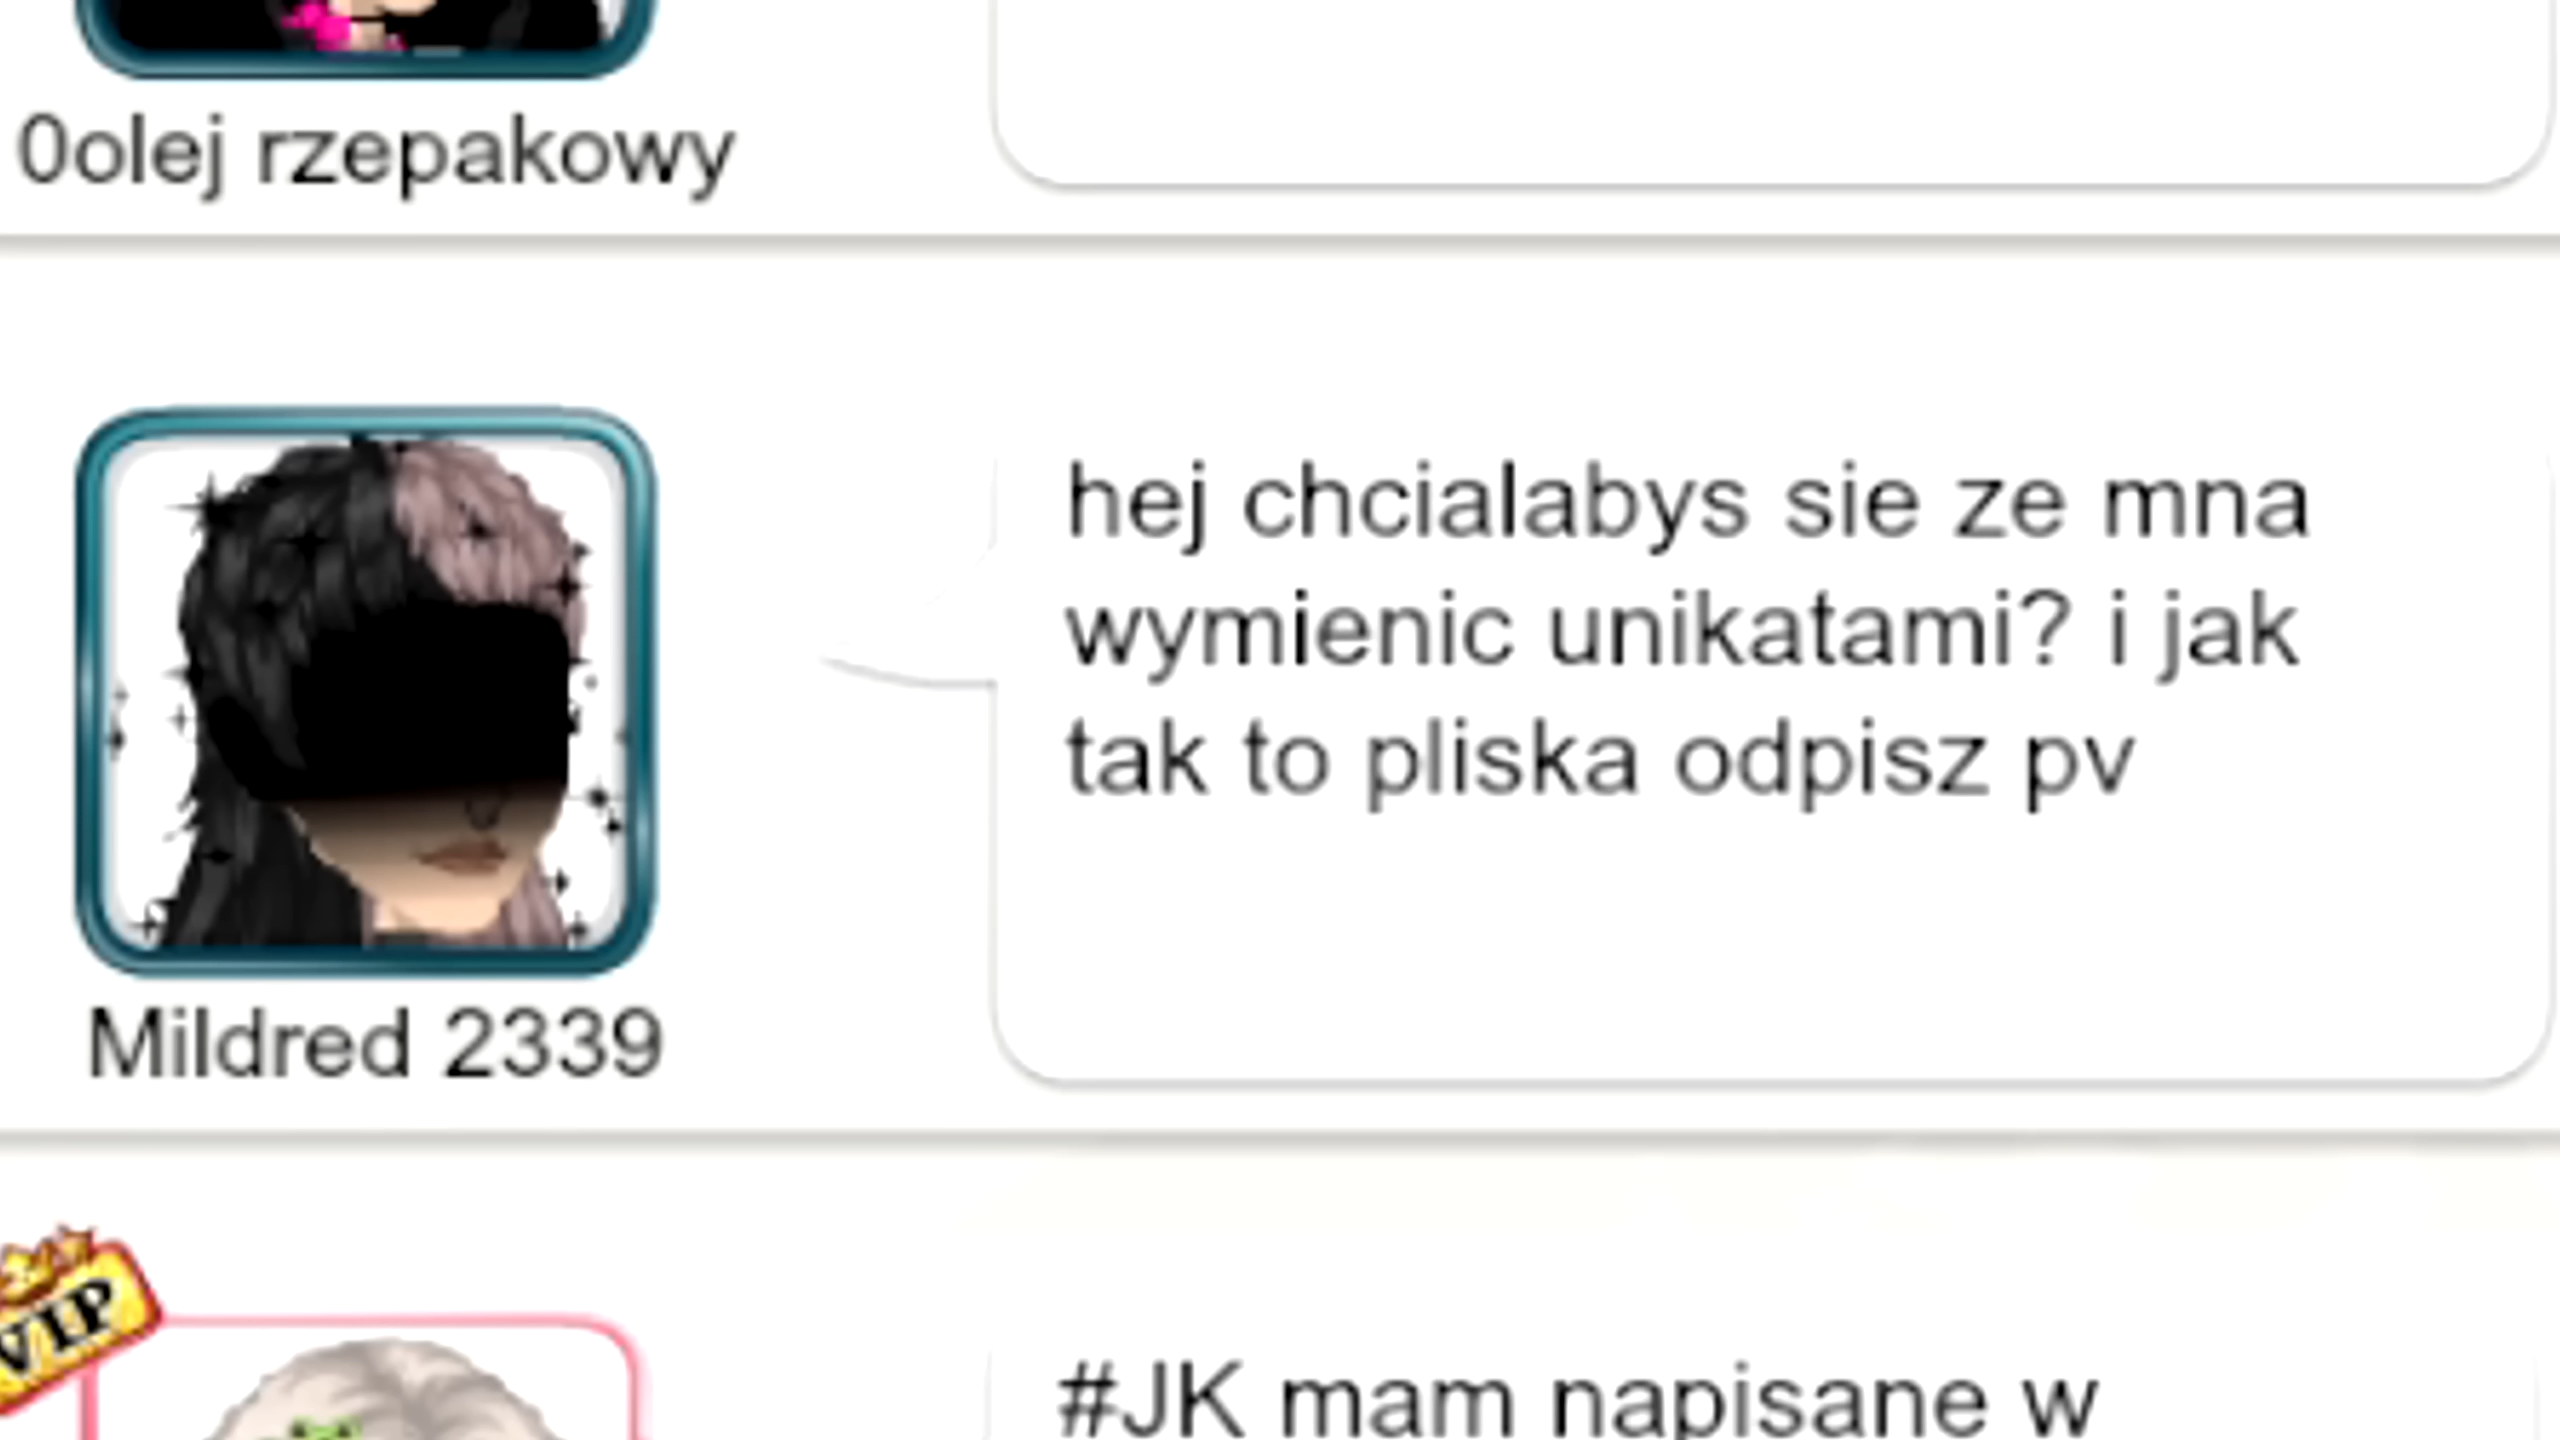 0olej rzepakowy
hej chcialabys sie ze mna
wymienic unikatami? i jak
tak to pliska odpisz pv
Mildred 2339
VIP
#JK mam napisane w